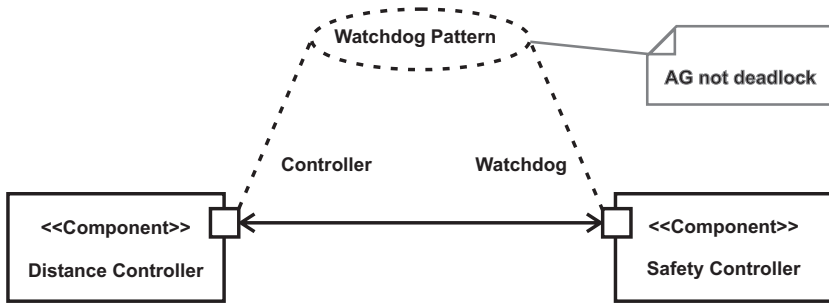 Watchdog Pattern
AG not deadlock
Controller
Watchdog
<<Component>>
Distance Controller
<<Component>>
Safety Controller